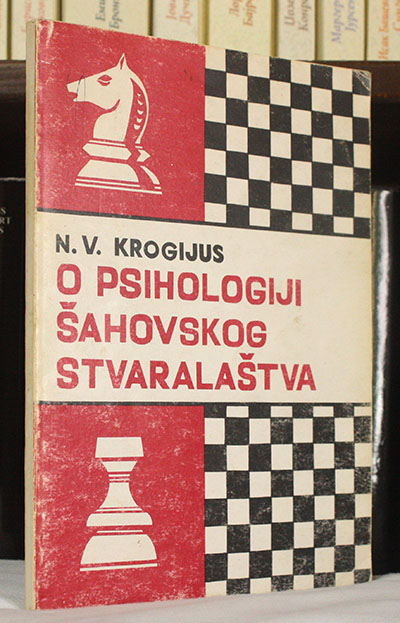 N. V. KROGIJUS
O PSIHOLOGIJI
ŠAHOVSKOG
STVARALAŠTVA